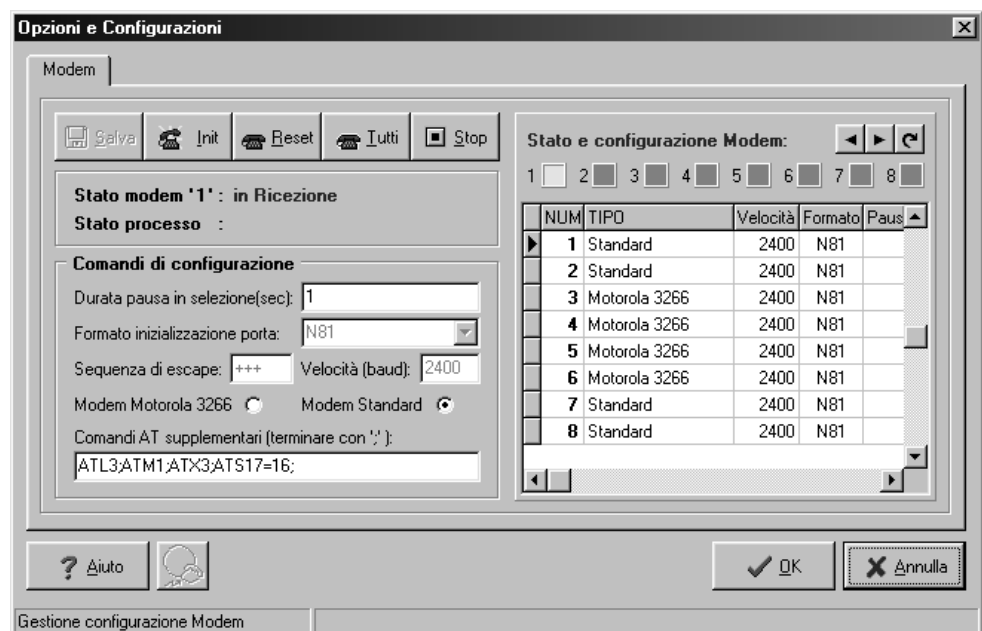 Opzioni e Configurazioni
Modem
Salva Init Reset Tutti Stop
Stato modem '1' : in Ricezione
Stato processo :
Comandi di configurazione
Durata pausa in selezione(sec): 1
Formato inizializzazione porta: N81
Sequenza di escape: +++ Velocità (baud): 2400
Modem Motorola 3266 Modem Standard
Comandi AT supplementari (terminare con ';' ):
ATL3;ATM1;ATX3;ATS17=16;
Stato e configurazione Modem:
1 2 3 4 5 6 7 8
NUM TIPO Velocità Formato Paus
1 Standard 2400 N81
2 Standard 2400 N81
3 Motorola 3266 2400 N81
4 Motorola 3266 2400 N81
5 Motorola 3266 2400 N81
6 Motorola 3266 2400 N81
7 Standard 2400 N81
8 Standard 2400 N81
? Aiuto OK Annulla
Gestione configurazione Modem